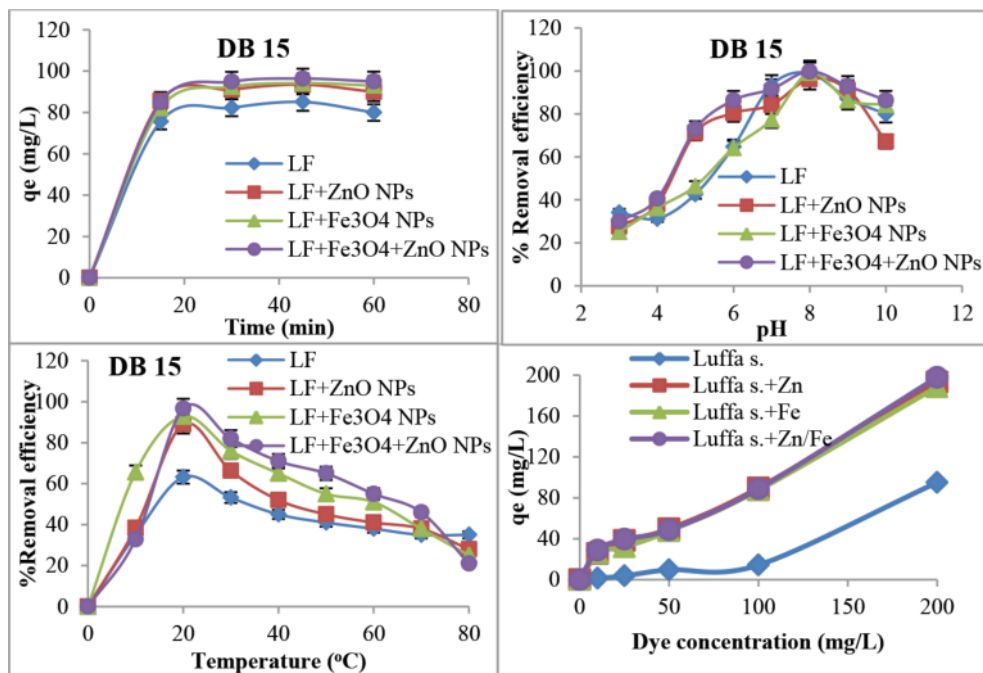 DB 15
qe (mg/L)
120
100
80
60
40
20
0
LF
LF+ZnO NPs
LF+Fe3O4 NPs
LF+Fe3O4+ZnO NPs
0 20 40 60 80
Time (min)
DB 15
% Removal efficiency
120
100
80
60
40
20
0
LF
LF+ZnO NPs
LF+Fe3O4 NPs
LF+Fe3O4+ZnO NPs
2 4 6 8 10 12
pH
DB 15
%Removal efficiency
120
100
80
60
40
20
0
LF
LF+ZnO NPs
LF+Fe3O4 NPs
LF+Fe3O4+ZnO NPs
0 20 40 60 80
Temperature (oC)
qe (mg/L)
200
160
120
80
40
0
Luffa s.
Luffa s.+Zn
Luffa s.+Fe
Luffa s.+Zn/Fe
0 50 100 150 200
Dye concentration (mg/L)